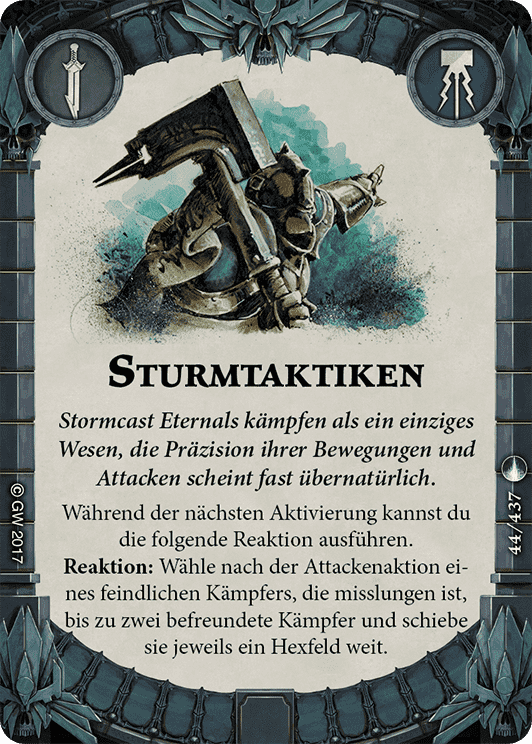 Sturmtaktiken
Stormcast Eternals kämpfen als ein einziges
Wesen, die Präzision ihrer Bewegungen und
Attacken scheint fast übernatürlich.
Während der nächsten Aktivierung kannst du
die folgende Reaktion ausführen.
Reaktion: Wähle nach der Attackenaktion ei-
nes feindlichen Kämpfers, die misslungen ist,
bis zu zwei befreundete Kämpfer und schiebe
sie jeweils ein Hexfeld weit.
© GW 2017
44/437